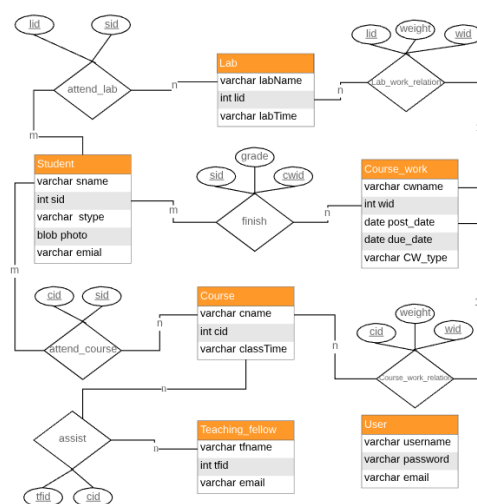 lid
sid
weight
lid
wid
Lab
varchar labName
int lid
varchar labTime
attend_lab
n
n
Lab_work_relation
m
grade
Student
varchar sname
int sid
varchar stype
blob photo
varchar emial
sid
cwid
m
finish
n
Course_work
varchar cwname
int wid
date post_date
date due_date
varchar CW_type
m
cid
sid
Course
varchar cname
int cid
varchar classTime
n
attend_course
n
weight
cid
wid
Course_work_relation
n
assist
n
Teaching_fellow
varchar tfname
int tfid
varchar email
User
varchar username
varchar password
varchar email
tfid
cid